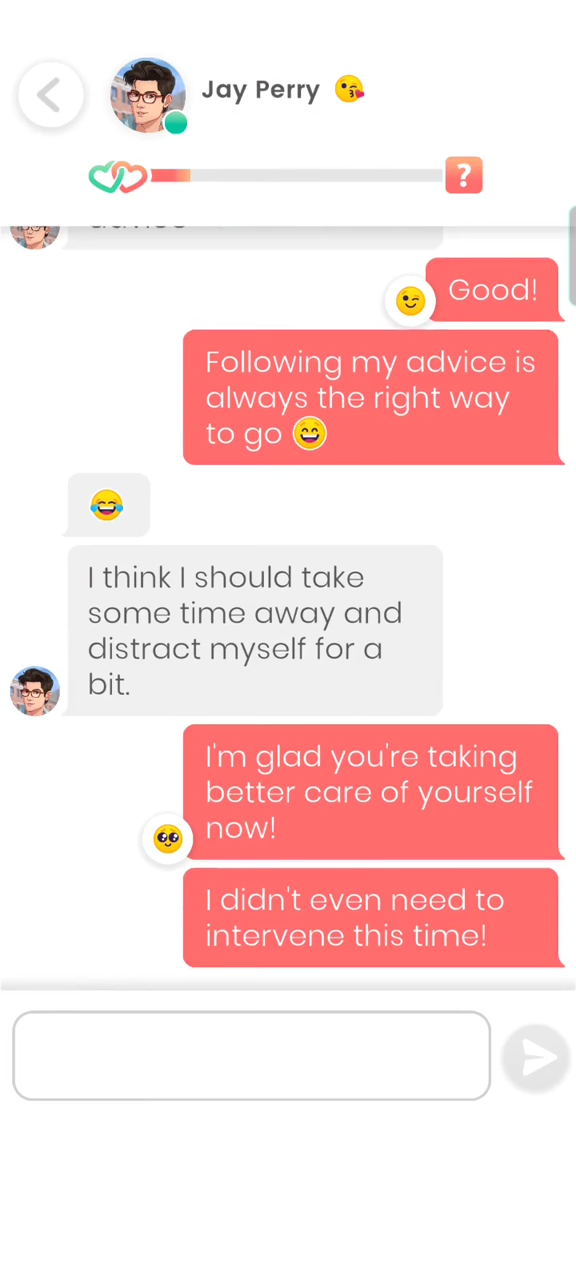 Jay Perry 😘
?
Good!
Following my advice is
always the right way
to go 😄
😂
I think I should take
some time away and
distract myself for a
bit.
I'm glad you're taking
better care of yourself
now!
I didn't even need to
intervene this time!